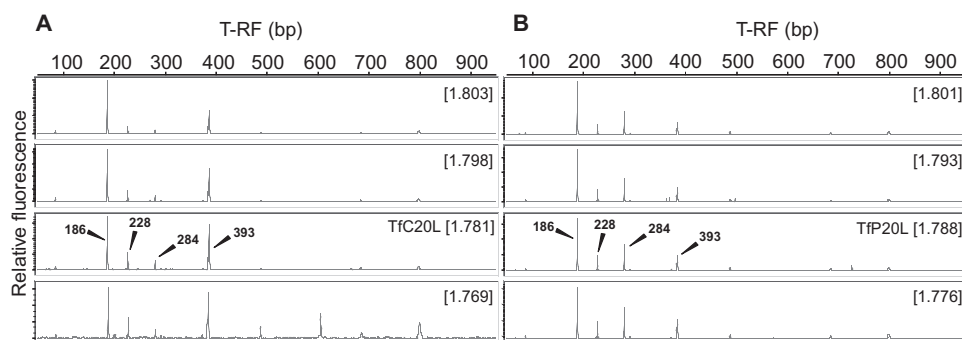 A
T-RF (bp)
100 200 300 400 500 600 700 800 900
Relative fluorescence
[1.803]
[1.798]
TfC20L [1.781]
186
228
284
393
[1.769]
B
T-RF (bp)
100 200 300 400 500 600 700 800 900
[1.801]
[1.793]
TfP20L [1.788]
186
228
284
393
[1.776]